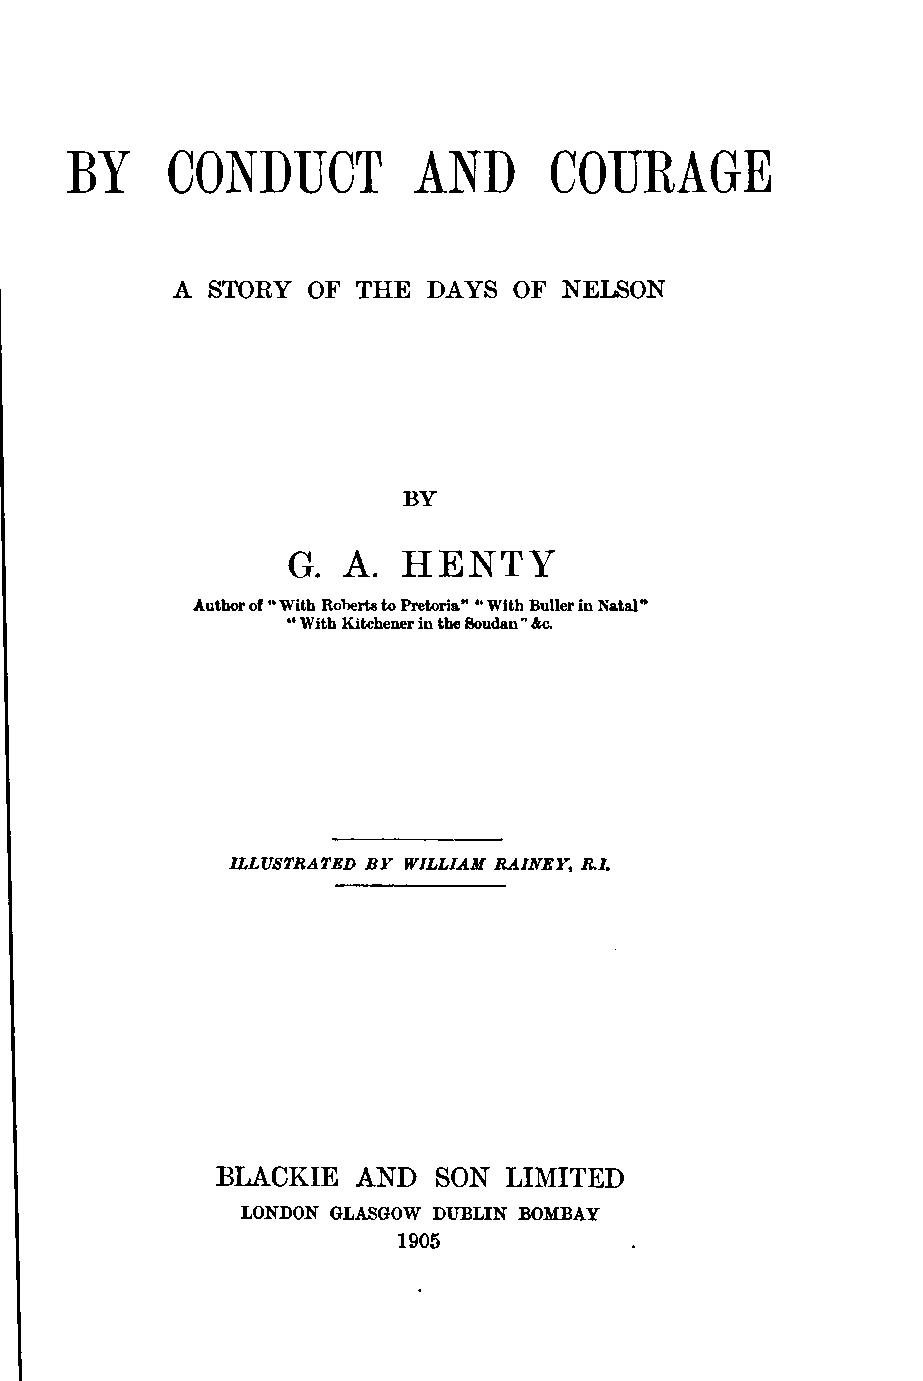 BY CONDUCT AND COURAGE
A STORY OF THE DAYS OF NELSON
BY
G. A. HENTY
Author of "With Roberts to Pretoria" "With Buller in Natal"
"With Kitchener in the Soudan" &c.
ILLUSTRATED BY WILLIAM RAINEY, R.I.
BLACKIE AND SON LIMITED
LONDON GLASGOW DUBLIN BOMBAY
1905